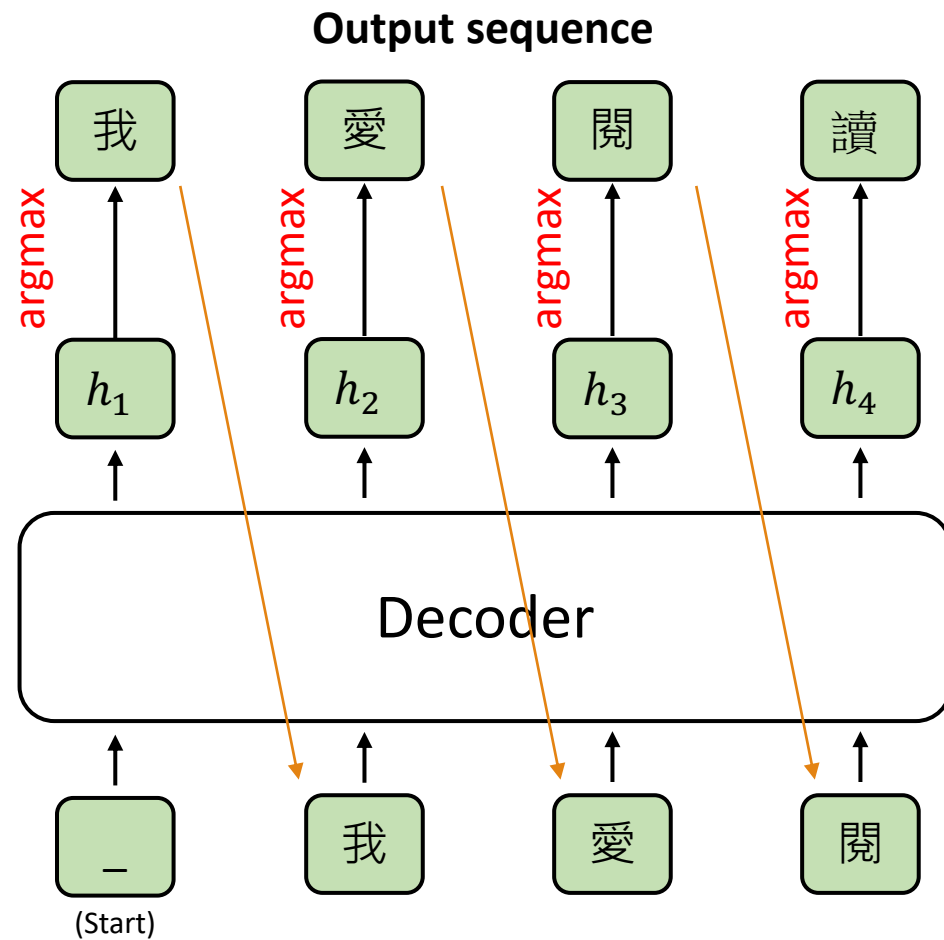 Output sequence
我 愛 閱 讀
argmax argmax argmax argmax
h₁ h₂ h₃ h₄
Decoder
_ 我 愛 閱
(Start)